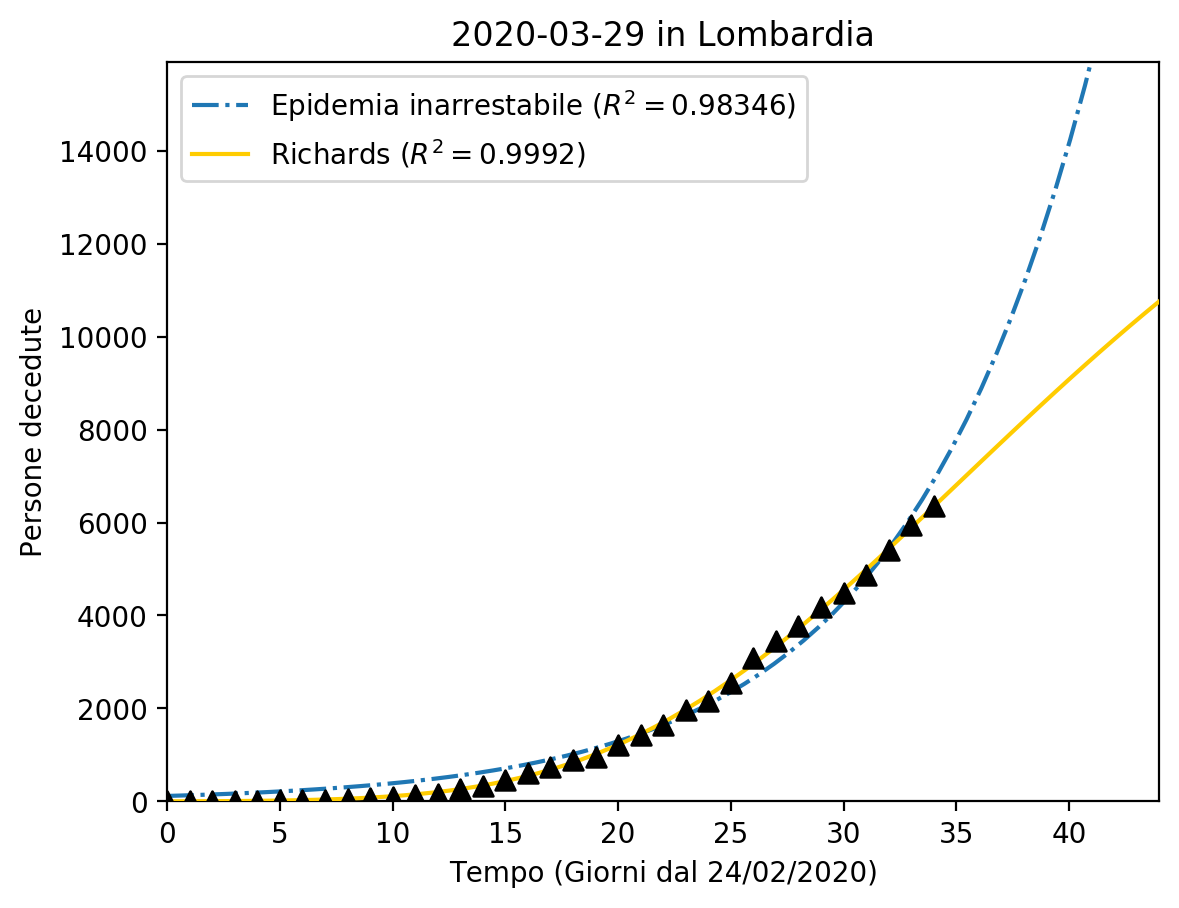 2020-03-29 in Lombardia
Epidemia inarrestabile (R² = 0.98346)
Richards (R² = 0.9992)
Persone decedute
14000
12000
10000
8000
6000
4000
2000
0
0 5 10 15 20 25 30 35 40
Tempo (Giorni dal 24/02/2020)